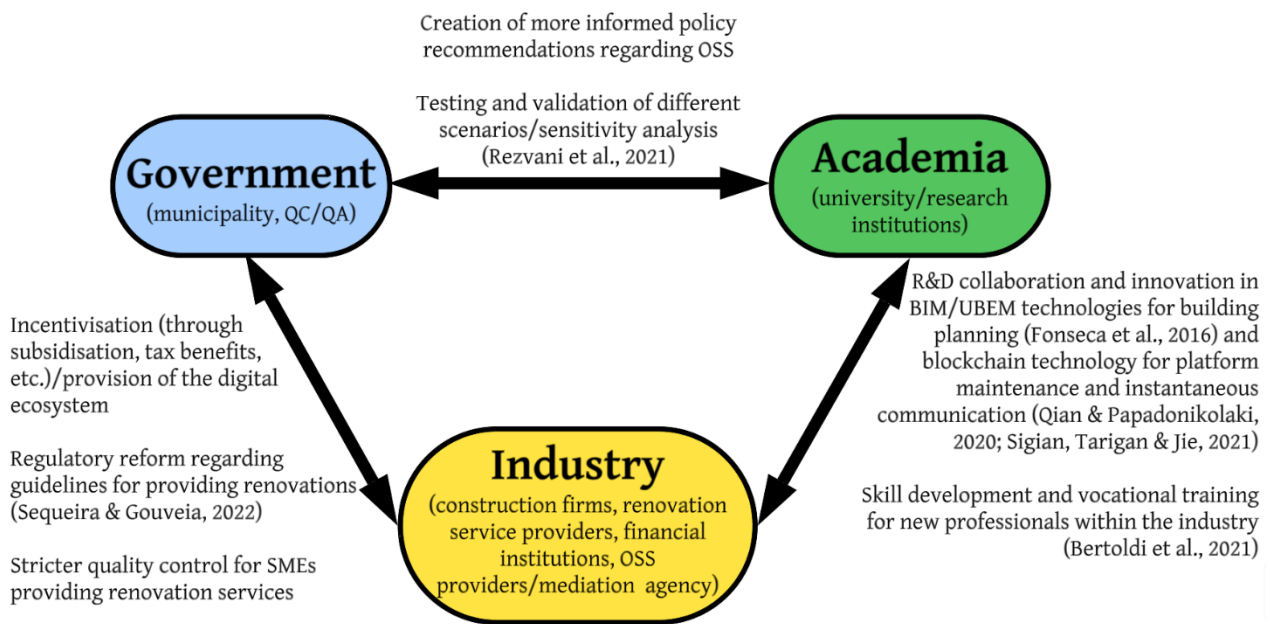 Creation of more informed policy
recommendations regarding OSS
Testing and validation of different
scenarios/sensitivity analysis
(Rezvani et al., 2021)
Government
(municipality, QC/QA)
Academia
(university/research
institutions)
Incentivisation (through
subsidisation, tax benefits,
etc.)/provision of the digital
ecosystem
Regulatory reform regarding
guidelines for providing renovations
(Sequeira & Gouveia, 2022)
Stricter quality control for SMEs
providing renovation services
R&D collaboration and innovation in
BIM/UBEM technologies for building
planning (Fonseca et al., 2016) and
blockchain technology for platform
maintenance and instantaneous
communication (Qian & Papadonikolaki,
2020; Sigian, Tarigan & Jie, 2021)
Skill development and vocational training
for new professionals within the industry
(Bertoldi et al., 2021)
Industry
(construction firms, renovation
service providers, financial
institutions, OSS
providers/mediation agency)